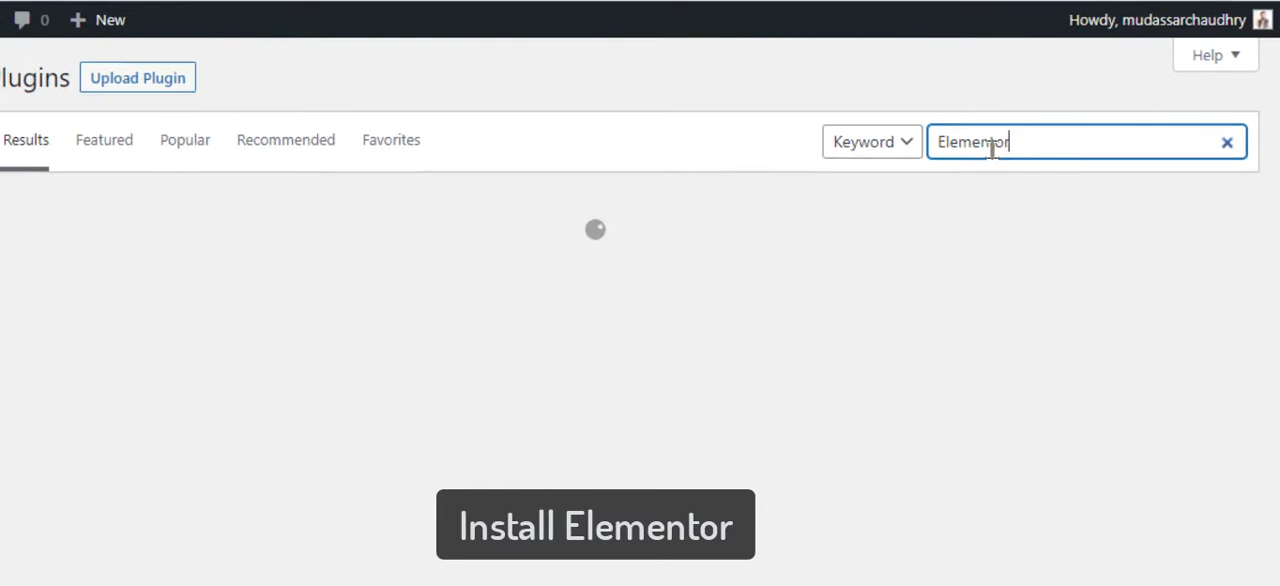 0 New Howdy, mudassarchaudhry
Help
lugins Upload Plugin
Results Featured Popular Recommended Favorites Keyword Elementor
Install Elementor